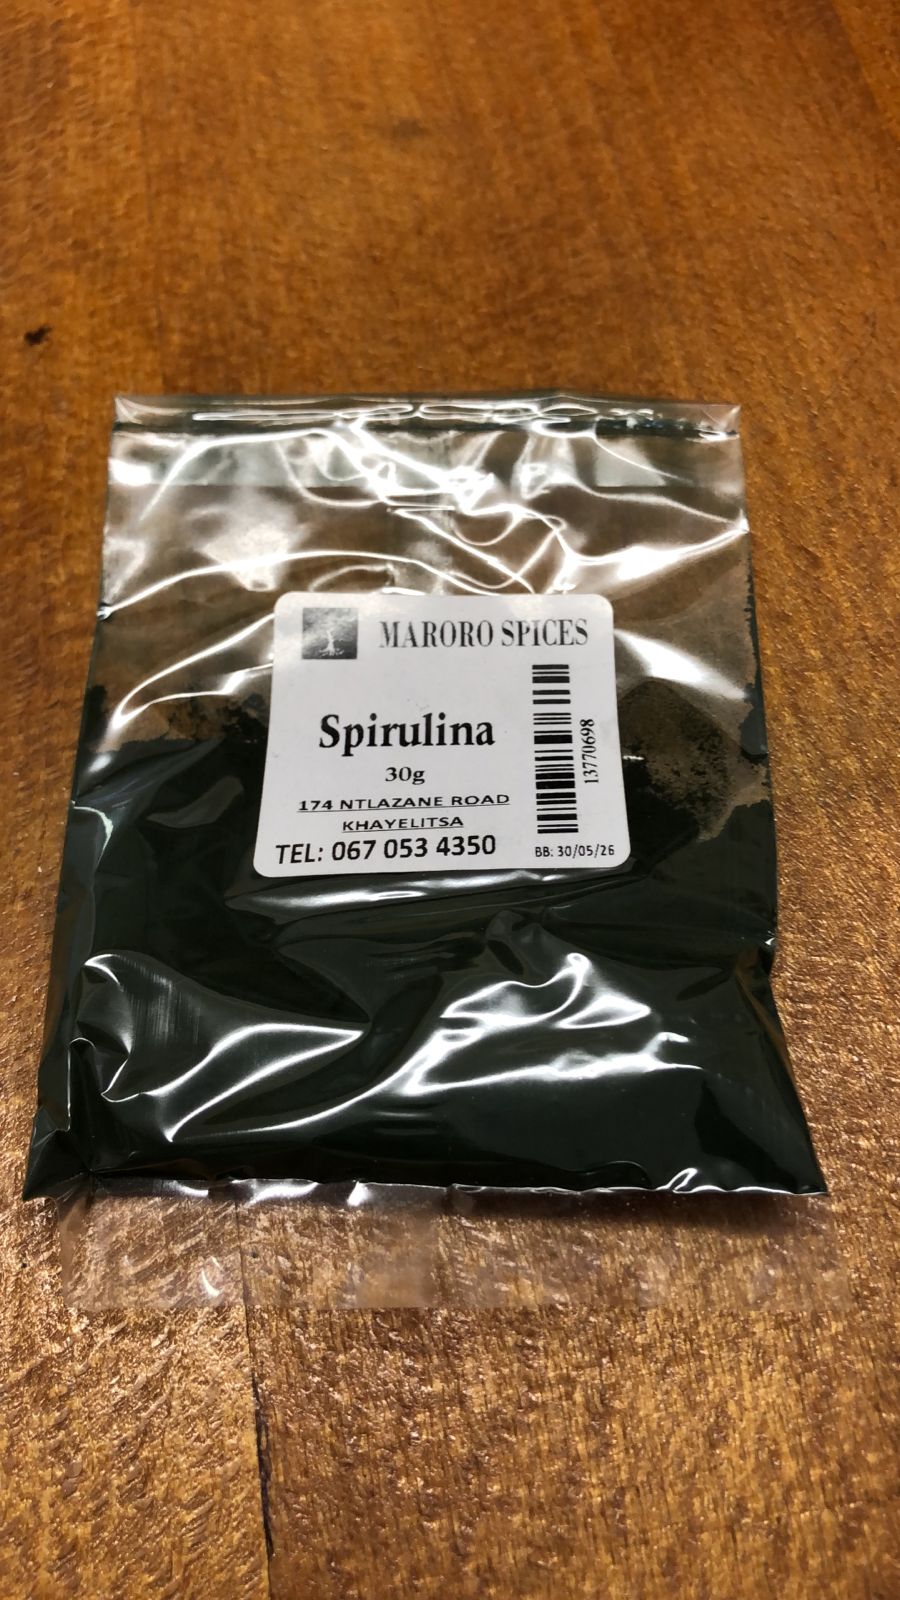 MARORO SPICES
Spirulina
30g
174 NTLAZANE ROAD
KHAYELITSA
TEL: 067 053 4350
13770698
BB: 30/05/26